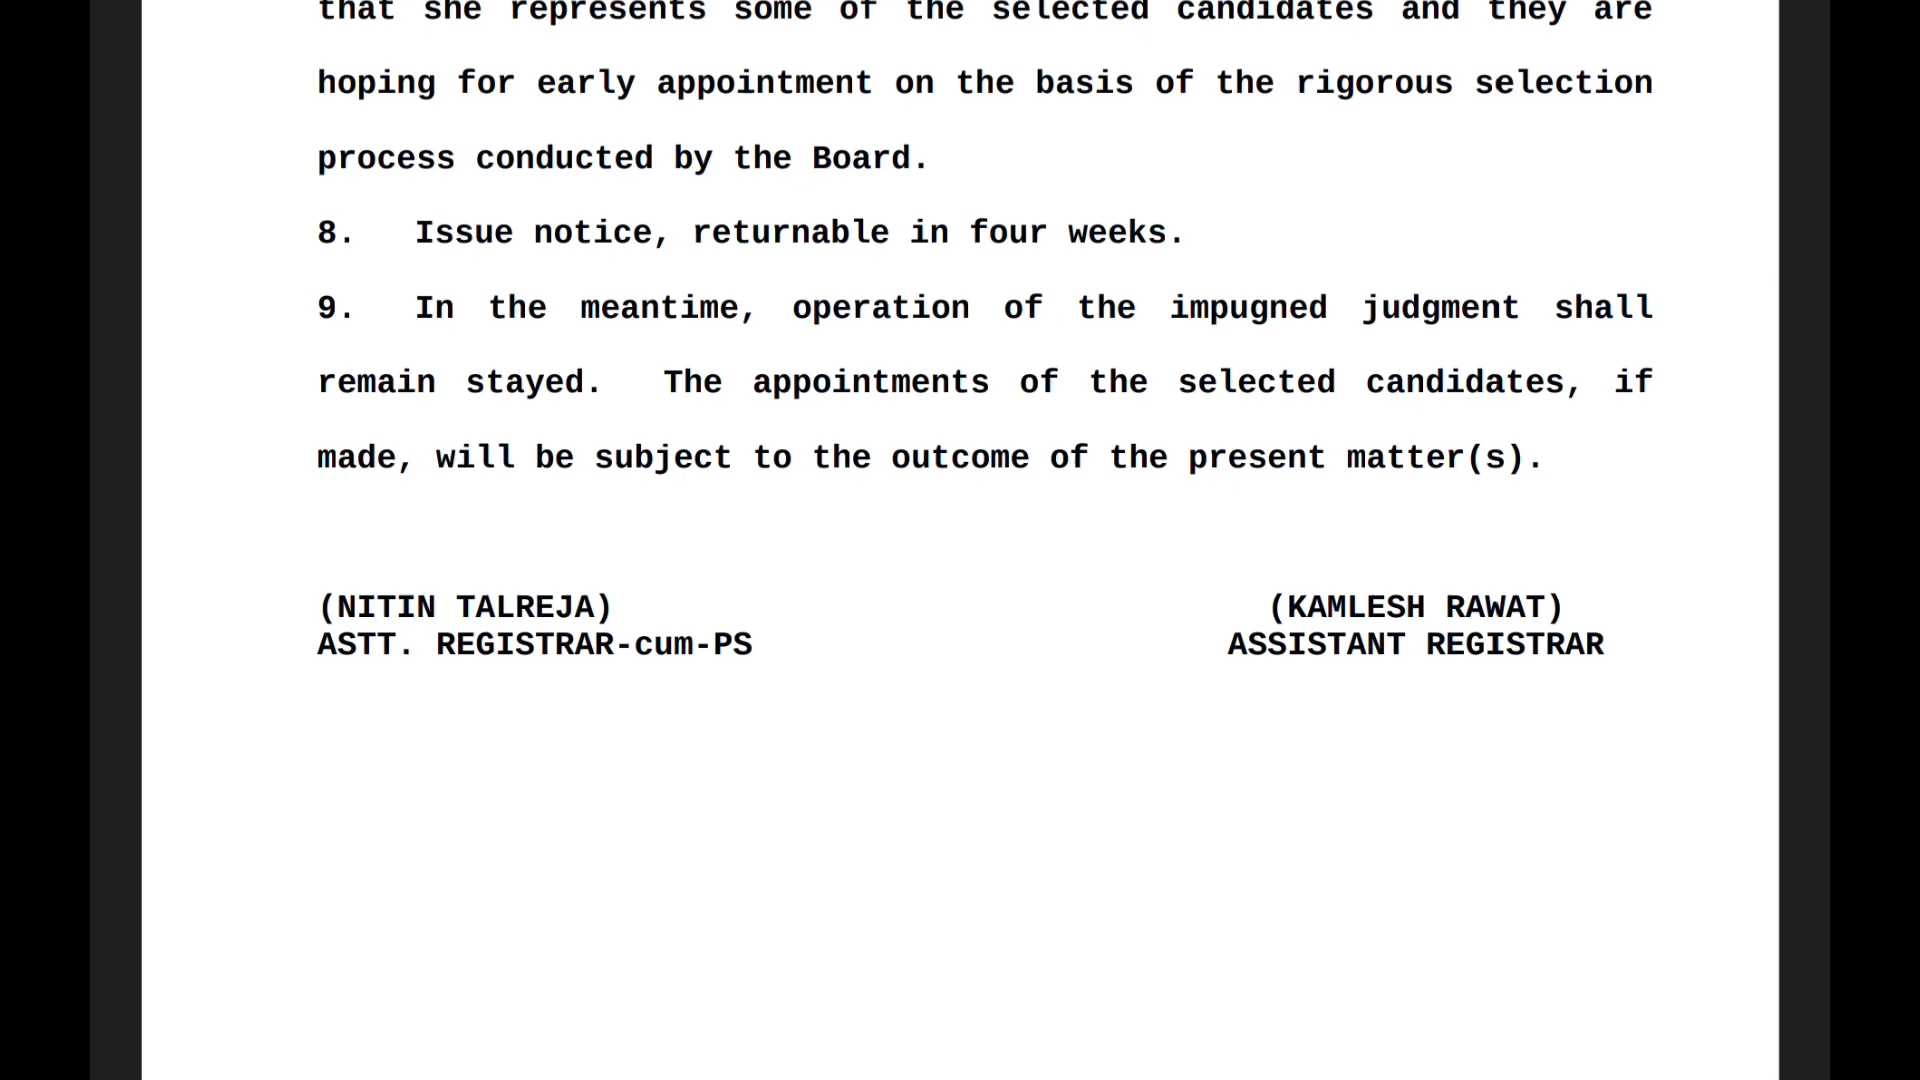 that she represents some of the selected candidates and they are
hoping for early appointment on the basis of the rigorous selection
process conducted by the Board.
8. Issue notice, returnable in four weeks.
9. In the meantime, operation of the impugned judgment shall
remain stayed. The appointments of the selected candidates, if
made, will be subject to the outcome of the present matter(s).
(NITIN TALREJA) (KAMLESH RAWAT)
ASTT. REGISTRAR-cum-PS ASSISTANT REGISTRAR